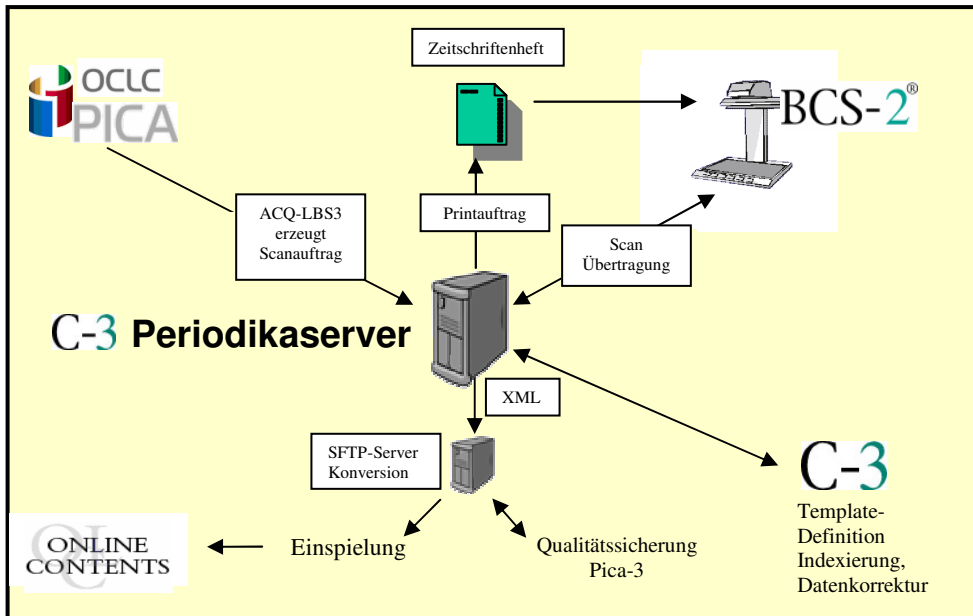 Zeitschriftenheft
OCLC
PICA
BCS-2®
ACQ-LBS3
erzeugt
Scanauftrag
Printauftrag
Scan
Übertragung
C-3 Periodikaserver
XML
SFTP-Server
Konversion
C-3
Template-
Definition
Indexierung,
Datenkorrektur
ONLINE
CONTENTS
Einspielung
Qualitätssicherung
Pica-3